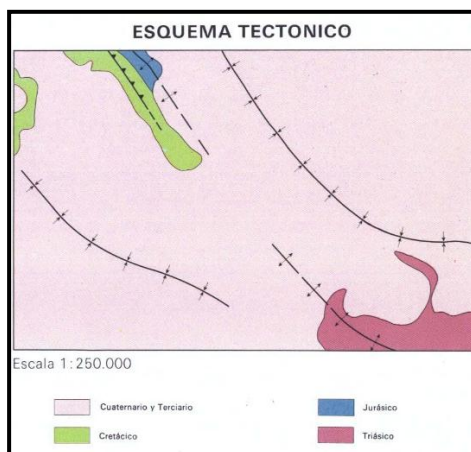 ESQUEMA TECTONICO
Escala 1:250.000
Cuaternario y Terciario
Jurásico
Cretácico
Triásico